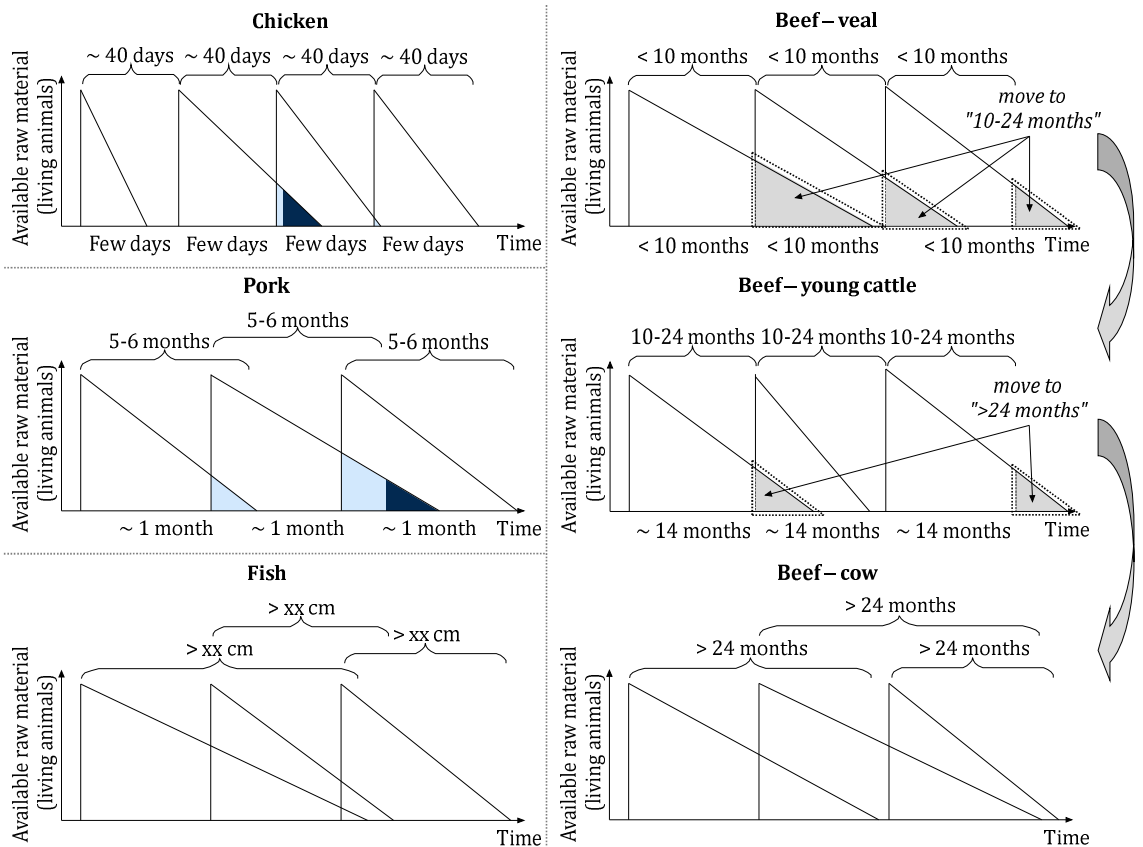 Chicken
~ 40 days
~ 40 days
~ 40 days
~ 40 days
Available raw material
(living animals)
Few days
Few days
Few days
Few days
Time
Pork
5-6 months
5-6 months
5-6 months
Available raw material
(living animals)
~ 1 month
~ 1 month
~ 1 month
Time
Fish
> xx cm
> xx cm
> xx cm
Available raw material
(living animals)
Time
Beef – veal
< 10 months
< 10 months
< 10 months
move to
"10-24 months"
Available raw material
(living animals)
< 10 months
< 10 months
< 10 months
Time
Beef – young cattle
10-24 months
10-24 months
10-24 months
move to
">24 months"
Available raw material
(living animals)
~ 14 months
~ 14 months
~ 14 months
Time
Beef – cow
> 24 months
> 24 months
> 24 months
Available raw material
(living animals)
Time